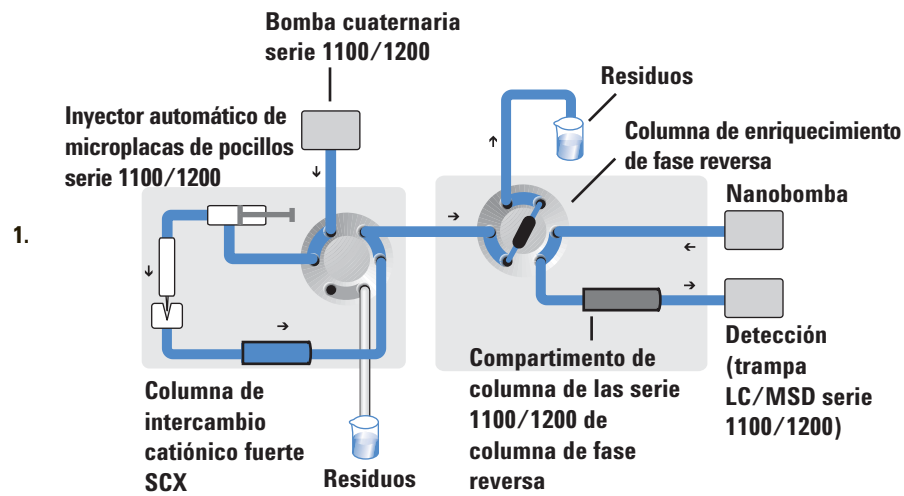 Bomba cuaternaria
serie 1100/1200
Residuos
Inyector automático de
microplacas de pocillos
serie 1100/1200
Columna de enriquecimiento
de fase reversa
Nanobomba
1.
Detección
(trampa
LC/MSD serie
1100/1200)
Compartimento de
columna de las serie
1100/1200 de
columna de fase
reversa
Columna de
intercambio
catiónico fuerte
SCX
Residuos